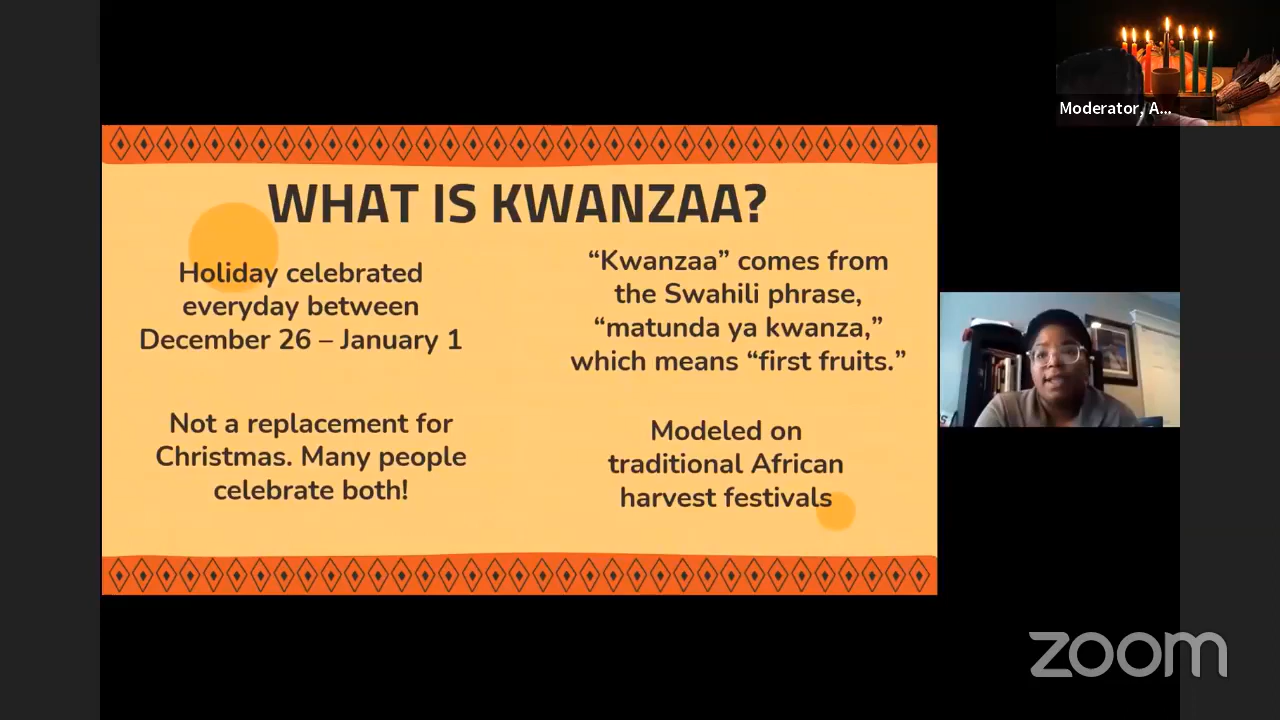 Moderator, A...
WHAT IS KWANZAA?
Holiday celebrated
everyday between
December 26 – January 1
“Kwanzaa” comes from
the Swahili phrase,
“matunda ya kwanza,”
which means “first fruits.”
Not a replacement for
Christmas. Many people
celebrate both!
Modeled on
traditional African
harvest festivals
zoom